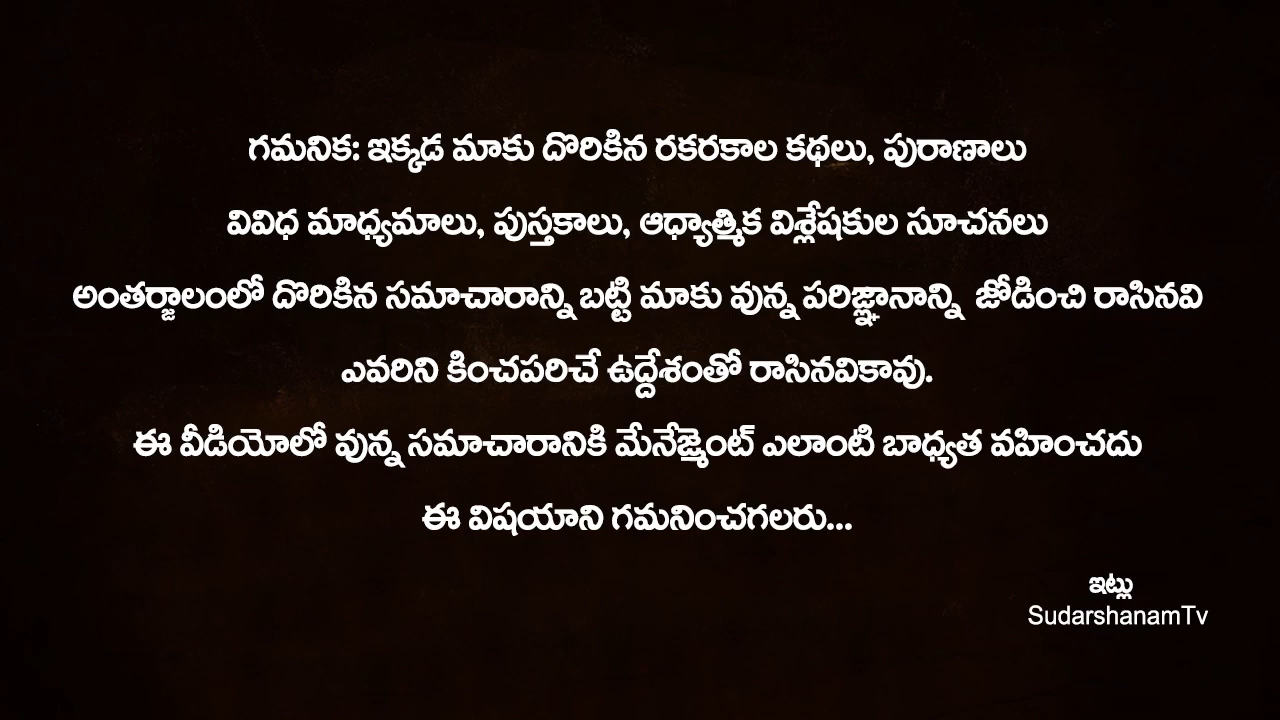 గమనిక: ఇక్కడ మాకు దొరికిన రకరకాల కథలు, పురాణాలు
వివిధ మాధ్యమాలు, పుస్తకాలు, ఆధ్యాత్మిక విశ్లేషకుల సూచనలు
అంతర్జాలంలో దొరికిన సమాచారాన్ని బట్టి మాకు వున్న పరిజ్ఞానాన్ని జోడించి రాసినవి
ఎవరిని కించపరిచే ఉద్దేశంతో రాసినవికావు.
ఈ వీడియోలో వున్న సమాచారానికి మేనేజ్మెంట్ ఎలాంటి బాధ్యత వహించదు
ఈ విషయాని గమనించగలరు...
ఇట్లు
SudarshanamTv